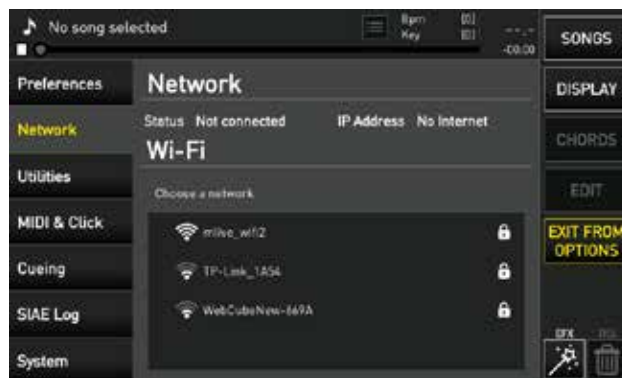 No song selected
Bpm
Key
--.-
-00:00
SONGS
Preferences
Network
DISPLAY
Network
Status Not connected IP Address No Internet
CHORDS
Wi-Fi
Utilities
Choose a network
EDIT
MIDI & Click
milive_wifi2
EXIT FROM
OPTIONS
Cueing
TP-Link_1A54
SIAE Log
WebCubeNew-869A
System